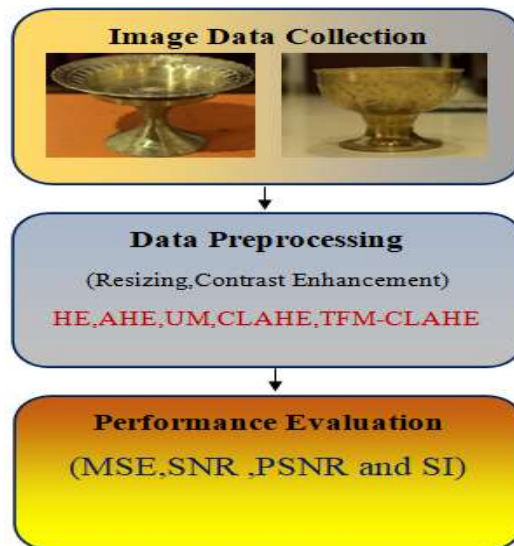 Image Data Collection
Data Preprocessing
(Resizing,Contrast Enhancement)
HE,AHE,UM,CLAHE,TFM-CLAHE
Performance Evaluation
(MSE,SNR ,PSNR and SI)